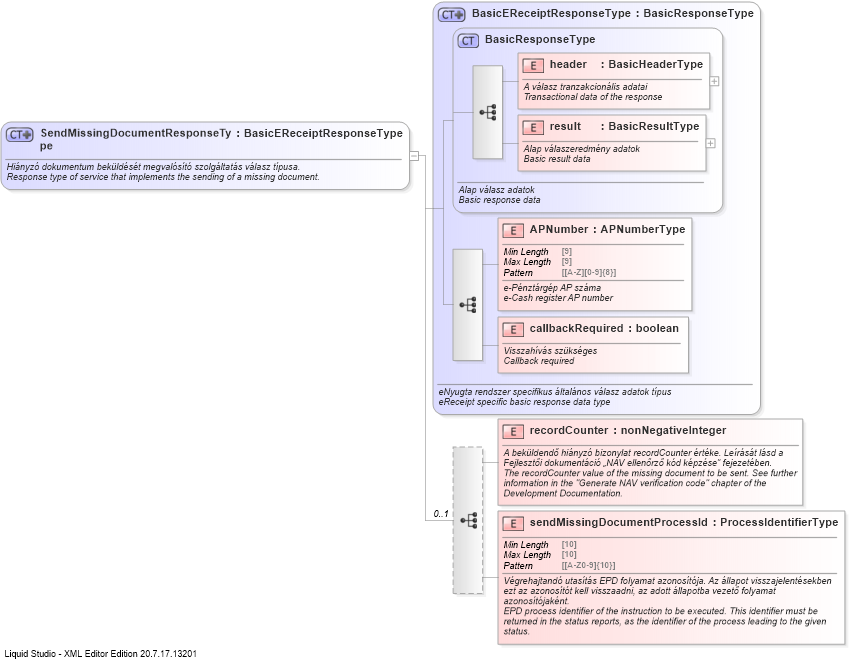 CT BasicEReceiptResponseType : BasicResponseType
CT BasicResponseType
E header : BasicHeaderType
A válasz tranzakcionális adatai
Transactional data of the response
E result : BasicResultType
Alap válaszeredmény adatok
Basic result data
Alap válasz adatok
Basic response data
CT SendMissingDocumentResponseTy : BasicEReceiptResponseType
pe
Hiányzó dokumentum beküldését megvalósító szolgáltatás válasz típusa.
Response type of service that implements the sending of a missing document.
E APNumber : APNumberType
Min Length [9]
Max Length [9]
Pattern [[A-Z][0-9]{8}]
e-Pénztárgép AP száma
e-Cash register AP number
E callbackRequired : boolean
Visszahívás szükséges
Callback required
eNyugta rendszer specifikus általános válasz adatok típus
eReceipt specific basic response data type
0..1
E recordCounter : nonNegativeInteger
A beküldendő hiányzó bizonylat recordCounter értéke. Leírását lásd a
Fejlesztői dokumentáció „NAV ellenőrző kód képzése" fejezetében.
The recordCounter value of the missing document to be sent. See further
information in the "Generate NAV verification code" chapter of the
Development Documentation.
E sendMissingDocumentProcessId : ProcessIdentifierType
Min Length [10]
Max Length [10]
Pattern [[A-Z0-9]{10}]
Végrehajtandó utasítás EPD folyamat azonosítója. Az állapot visszajelentésekben
ezt az azonosítót kell visszaadni, az adott állapotba vezető folyamat
azonosítójaként.
EPD process identifier of the instruction to be executed. This identifier must be
returned in the status reports, as the identifier of the process leading to the given
status.
Liquid Studio - XML Editor Edition 20.7.17.13201